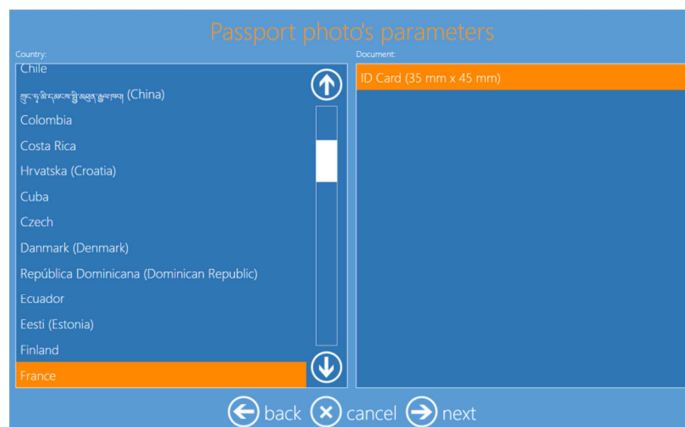 Passport photo's parameters
Country:
Document:
Chile
(China)
Colombia
Costa Rica
Hrvatska (Croatia)
Cuba
Czech
Danmark (Denmark)
República Dominicana (Dominican Republic)
Ecuador
Eesti (Estonia)
Finland
France
ID Card (35 mm x 45 mm)
back
cancel
next